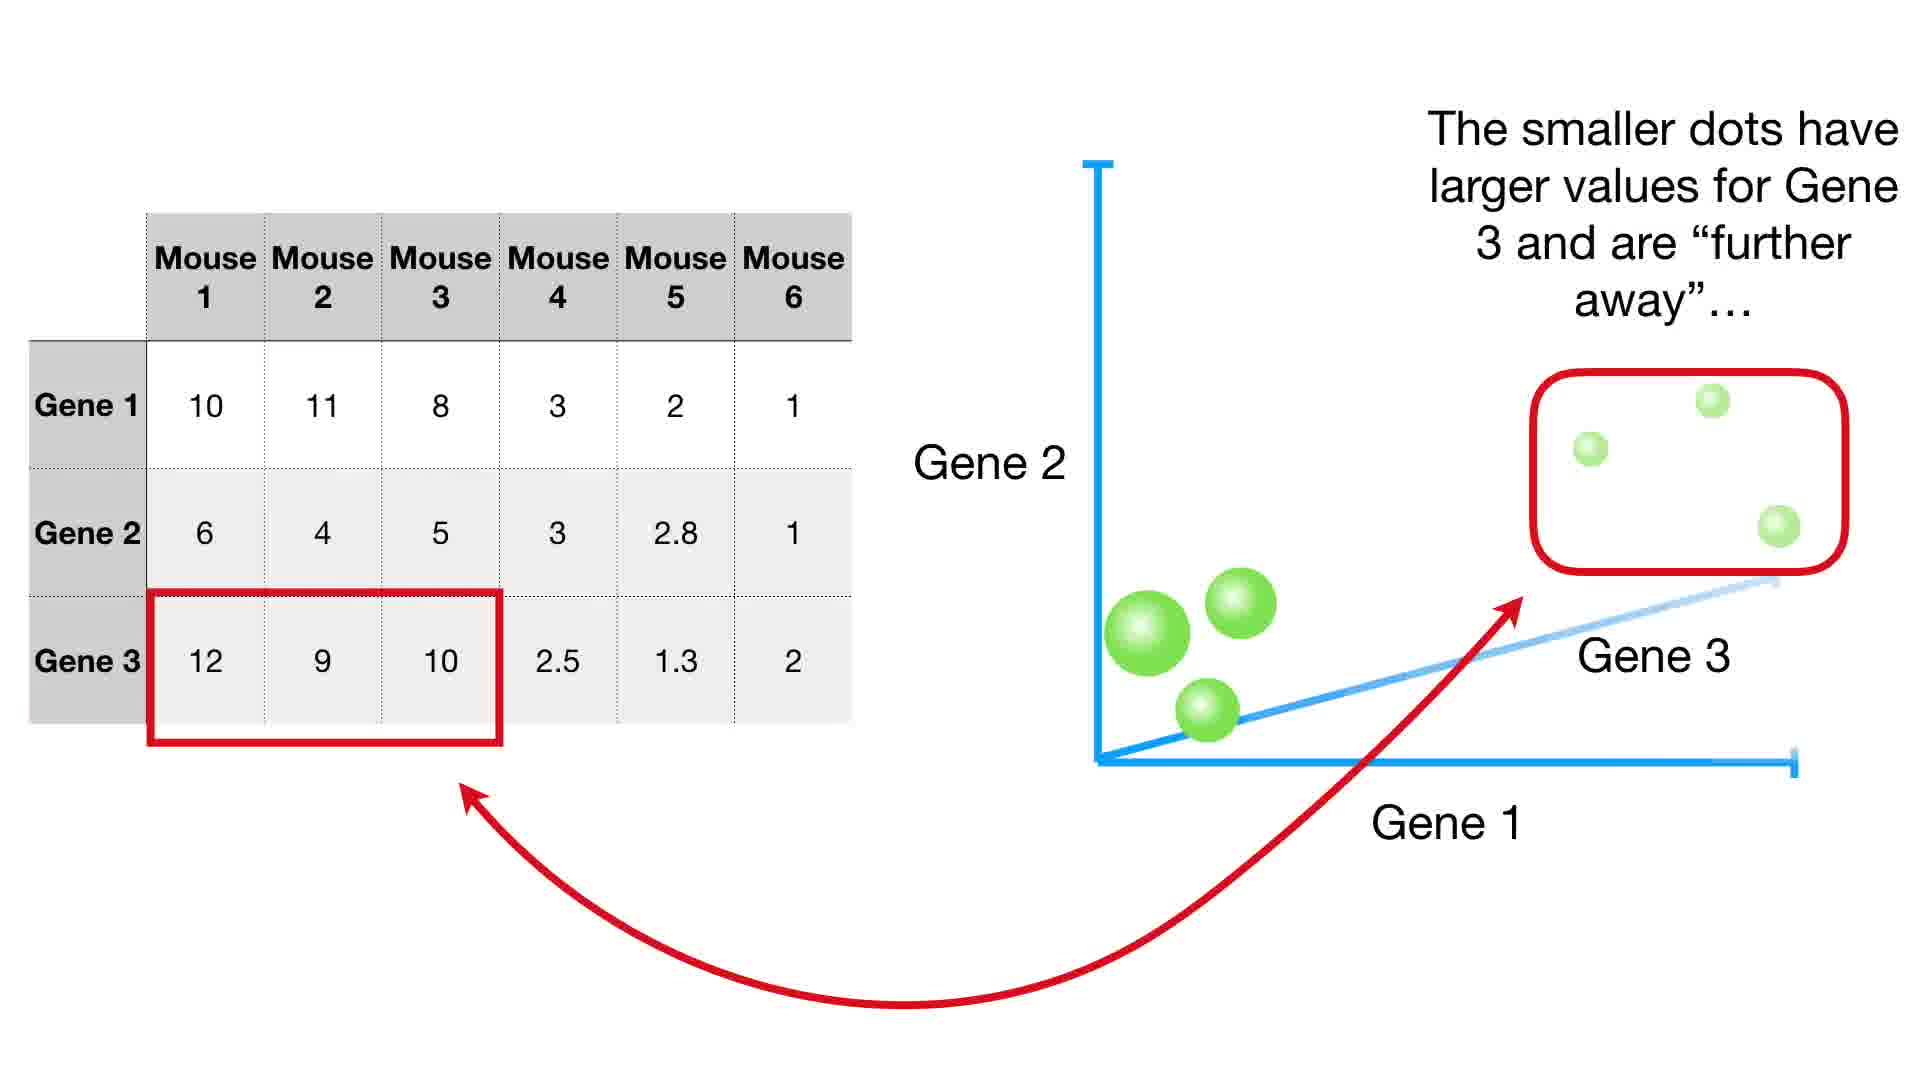 The smaller dots have
larger values for Gene
3 and are “further
away”…
Mouse 1 Mouse 2 Mouse 3 Mouse 4 Mouse 5 Mouse 6
Gene 1 10 11 8 3 2 1
Gene 2 6 4 5 3 2.8 1
Gene 3 12 9 10 2.5 1.3 2
Gene 2
Gene 3
Gene 1